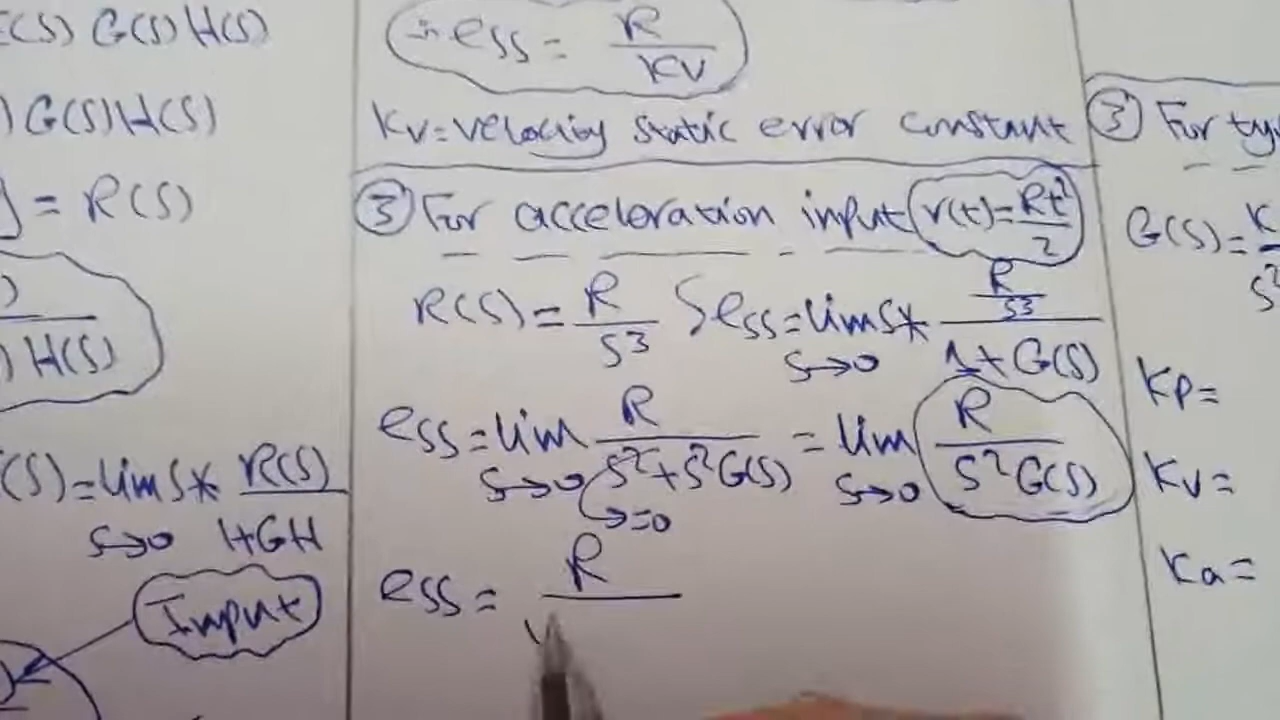 (S) G(S) H(S)
) G(S)H(S)
= R(S)
) H(S)
(S)=lim S* R(S)
S→0 1+GH
Input
∴ ess = R / Kv
Kv=velociy static error constant
③ For acceleration input r(t)=Rt²/2
R(S)= R/S³ } ess=lim S* (R/S³)/(1+G(S))
S→0
ess=lim R/(S²+S²G(S)) = lim R/(S²G(S))
S→0 →=0 S→0
ess= R
③ For ty
G(S)= K
S²
Kp=
Kv=
Ka=